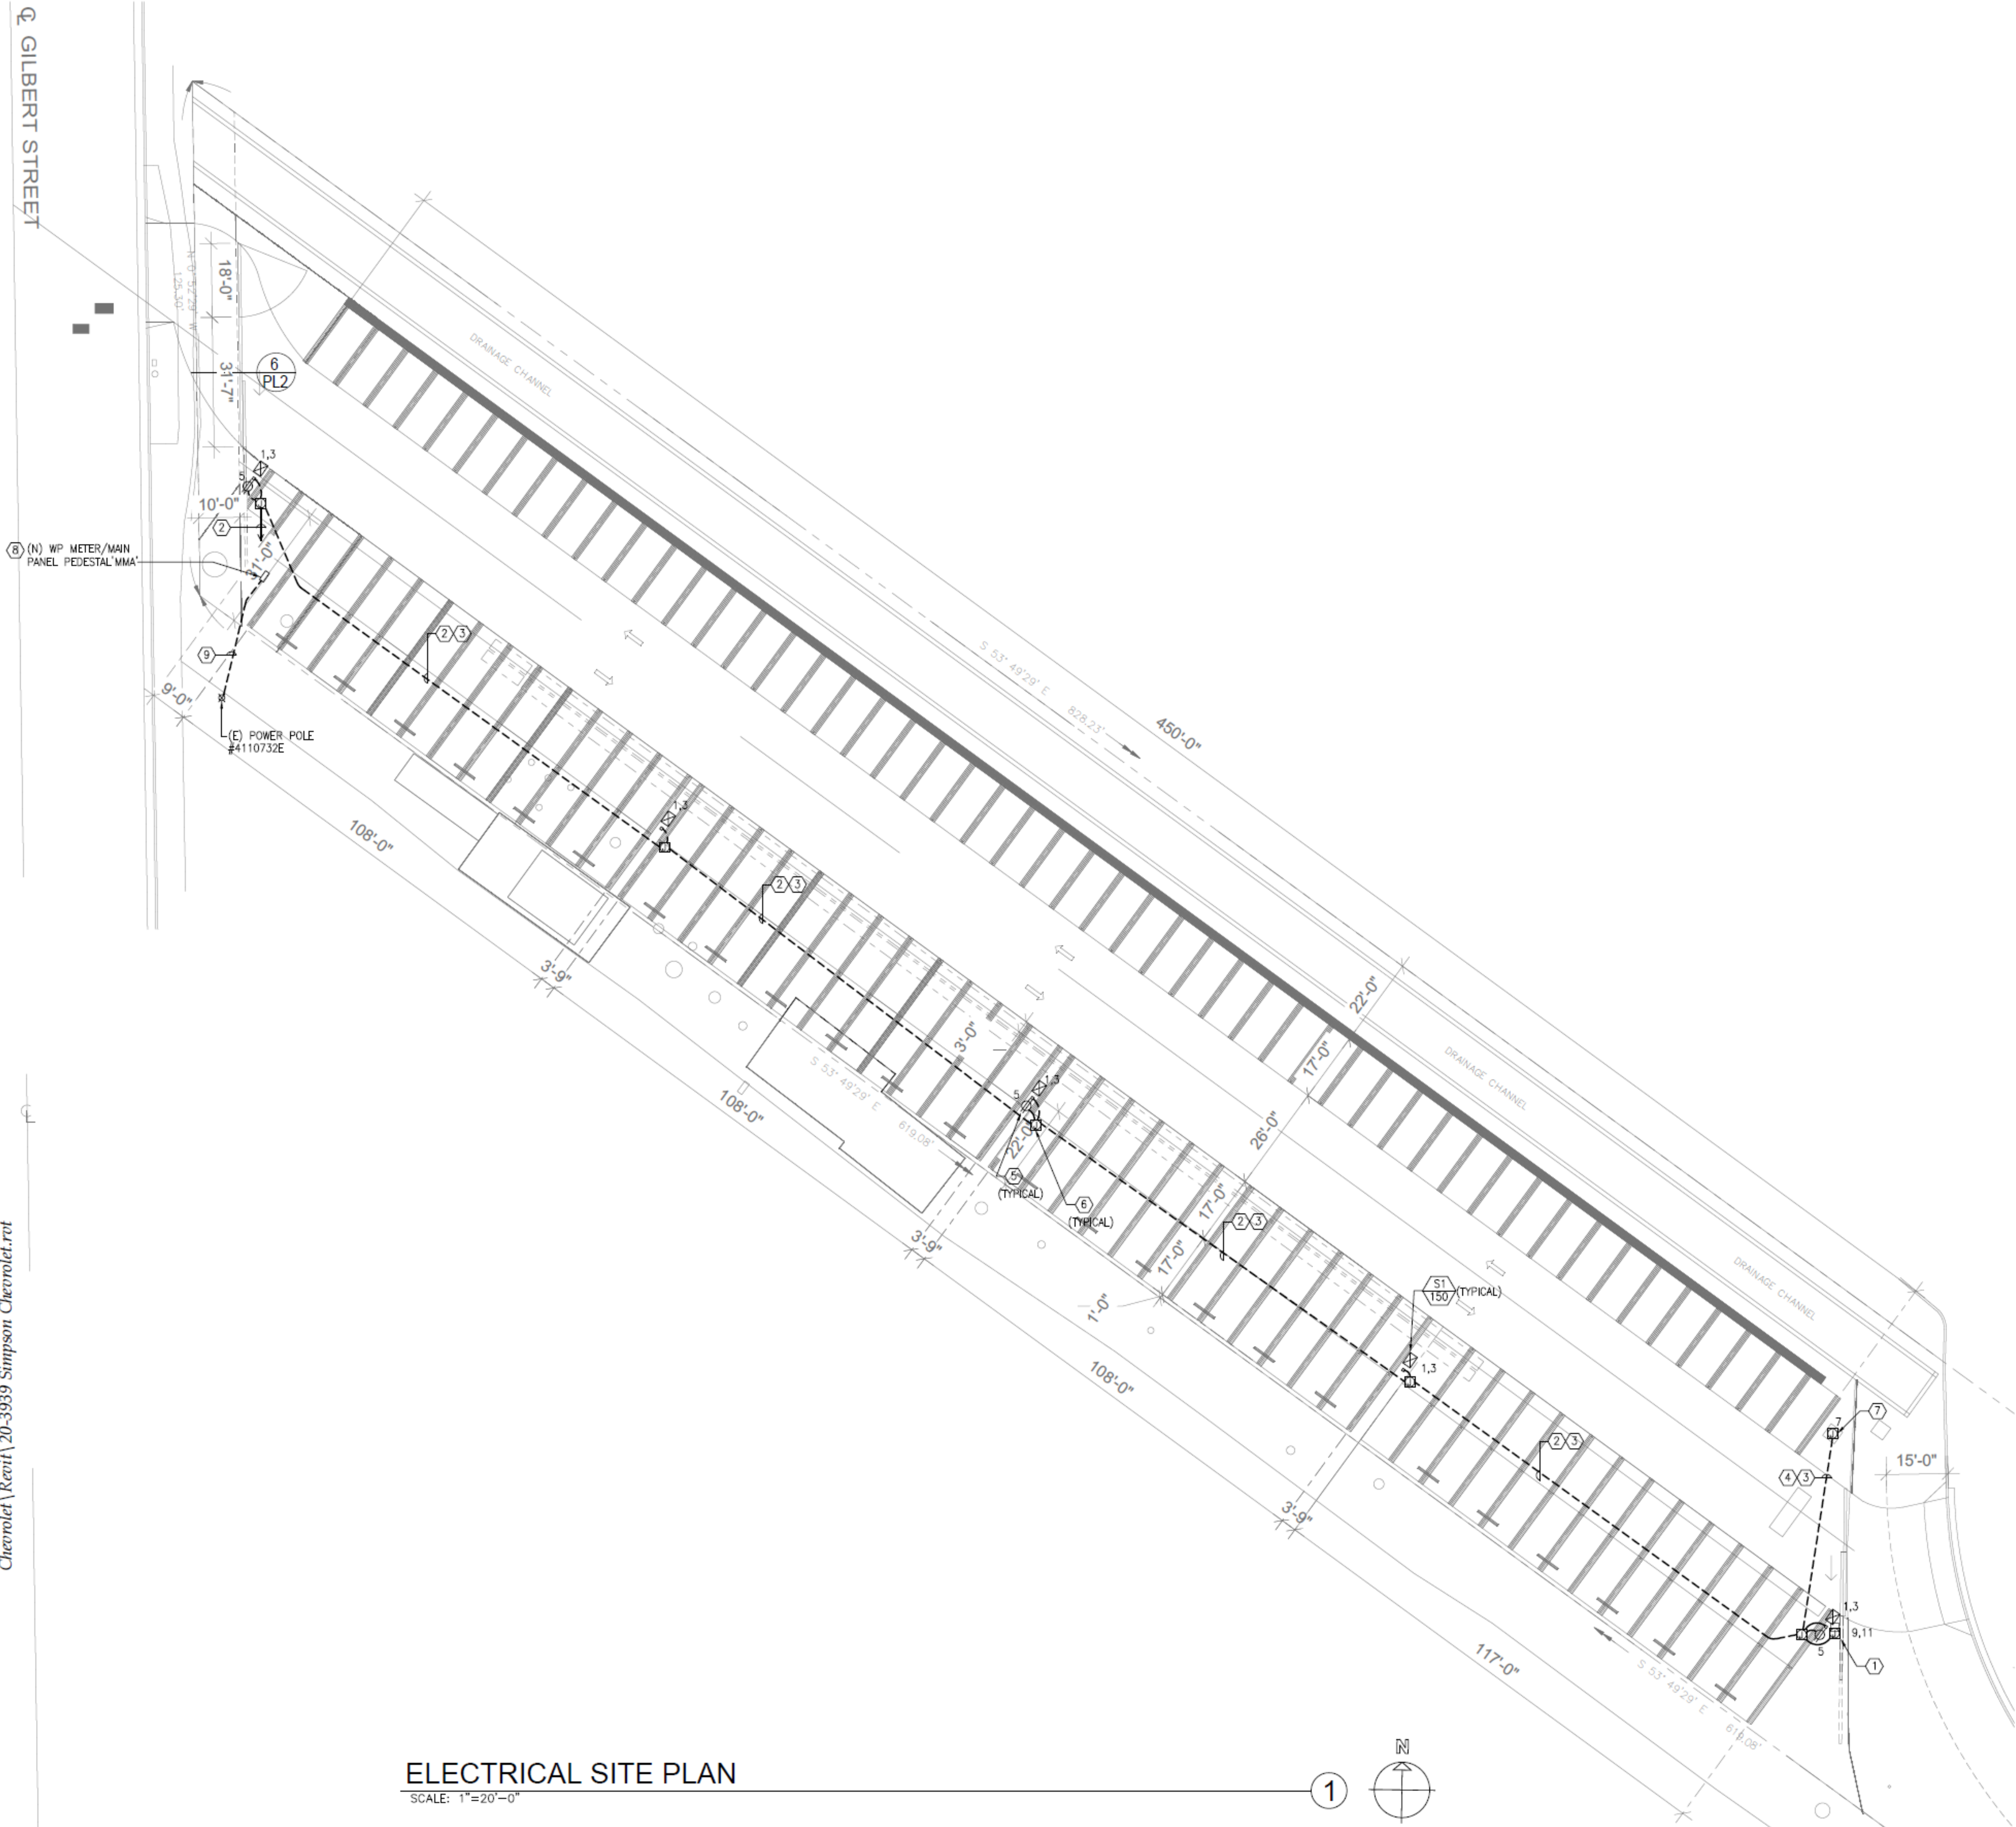 ℄ GILBERT STREET
18'-0"
N 0°52'29" W
125.30'
31'-7"
6
PL2
DRAINAGE CHANNEL
1,3
5
10'-0"
2
31'-0"
8 (N) WP METER/MAIN
PANEL PEDESTAL 'MMA'
2 3
9
9'-0"
(E) POWER POLE
#4110732E
S 53°49'29" E
828.23'
450'-0"
108'-0"
1,3
2 3
3'-9"
22'-0"
17'-0"
DRAINAGE CHANNEL
3'-0"
1,3
5
22'-0"
S 53°49'29" E
619.08'
108'-0"
26'-0"
5
(TYPICAL)
6
(TYPICAL)
17'-0"
2 3
17'-0"
3'-9"
1'-0"
DRAINAGE CHANNEL
S1
150
(TYPICAL)
1,3
108'-0"
7
7
2 3
4 3
15'-0"
3'-9"
1,3
9,11
5
1
117'-0"
S 53°49'29" E
619.08'
℄
Chevrolet\Revit\20-3939 Simpson Chevrolet.rvt
ELECTRICAL SITE PLAN
SCALE: 1"=20'-0"
1
N